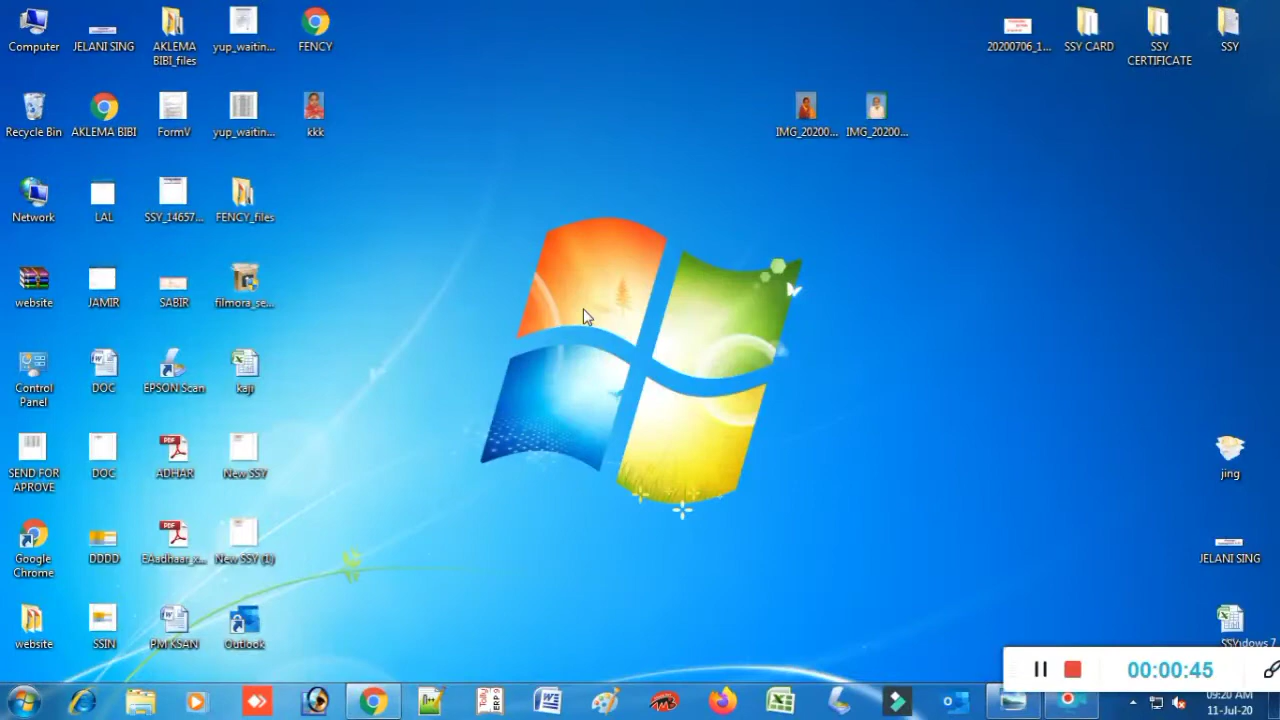 Computer
JELANI SING
AKLEMA
BIBI_files
yup_waitin...
FENCY
20200706_1...
SSY CARD
SSY
CERTIFICATE
SSY
Recycle Bin
AKLEMA BIBI
FormV
yup_waitin...
kkk
IMG_20200...
IMG_20200...
Network
LAL
SSY_14657...
FENCY_files
website
JAMIR
SABIR
filmora_se...
Control
Panel
DOC
EPSON Scan
kaji
SEND FOR
APROVE
DOC
ADHAR
New SSY
jing
Google
Chrome
DDDD
EAadhaar_x...
New SSY (1)
JELANI SING
website
SSIN
PM KSAN
Outlook
SSY
00:00:45
09:20 AM
11-Jul-20